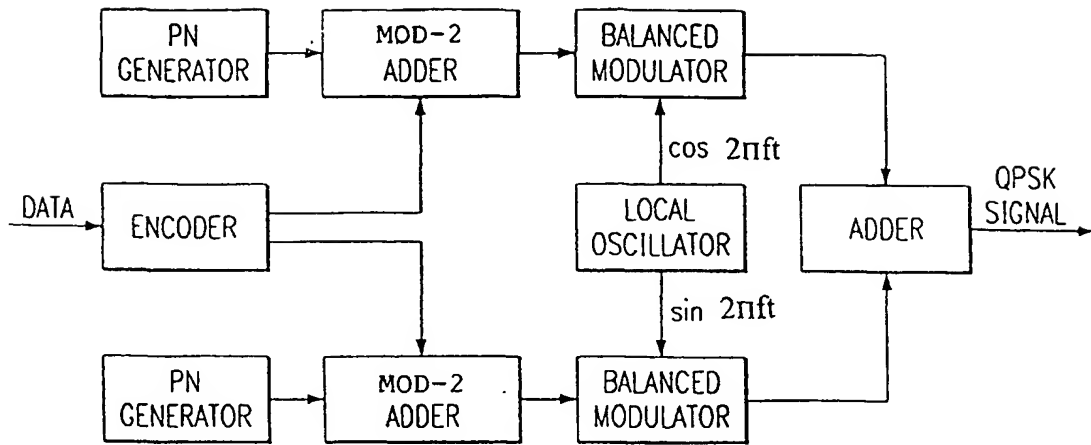 PN
GENERATOR
MOD-2
ADDER
BALANCED
MODULATOR
cos 2πft
DATA
ENCODER
LOCAL
OSCILLATOR
ADDER
QPSK
SIGNAL
sin 2πft
PN
GENERATOR
MOD-2
ADDER
BALANCED
MODULATOR